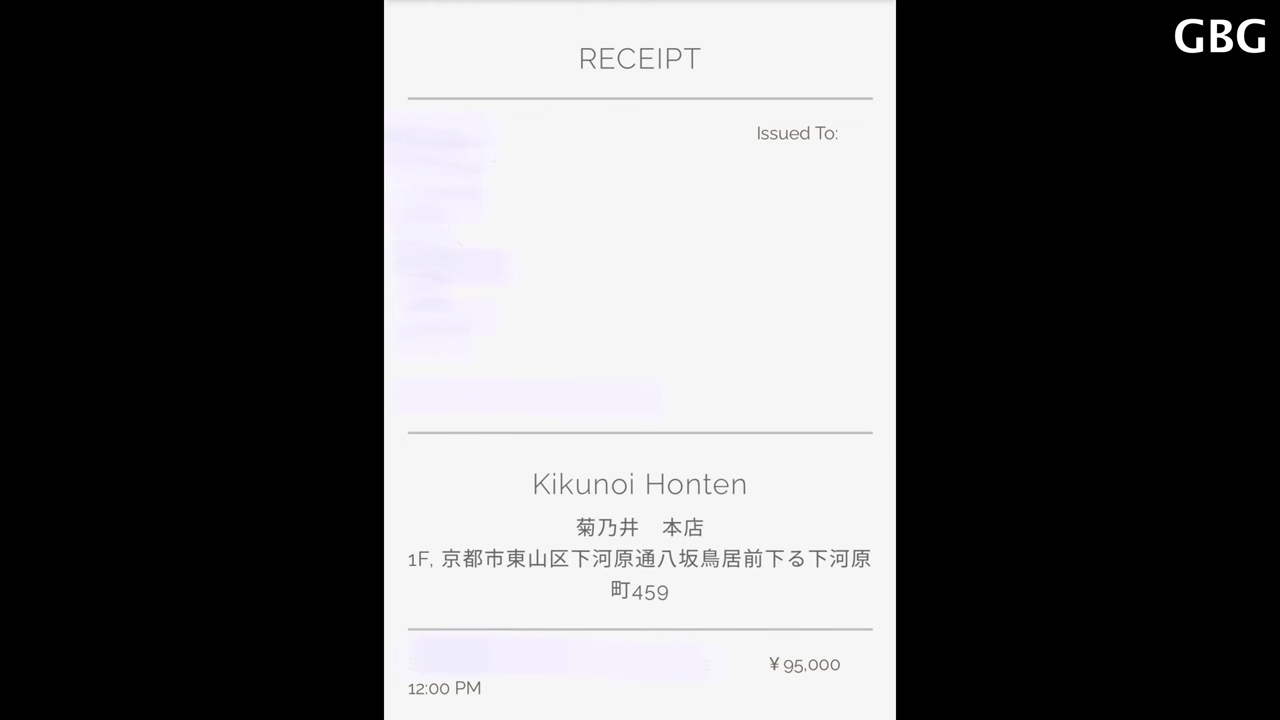 GBG
RECEIPT
Issued To:
Kikunoi Honten
菊乃井　本店
1F, 京都市東山区下河原通八坂鳥居前下る下河原
町459
¥ 95,000
12:00 PM